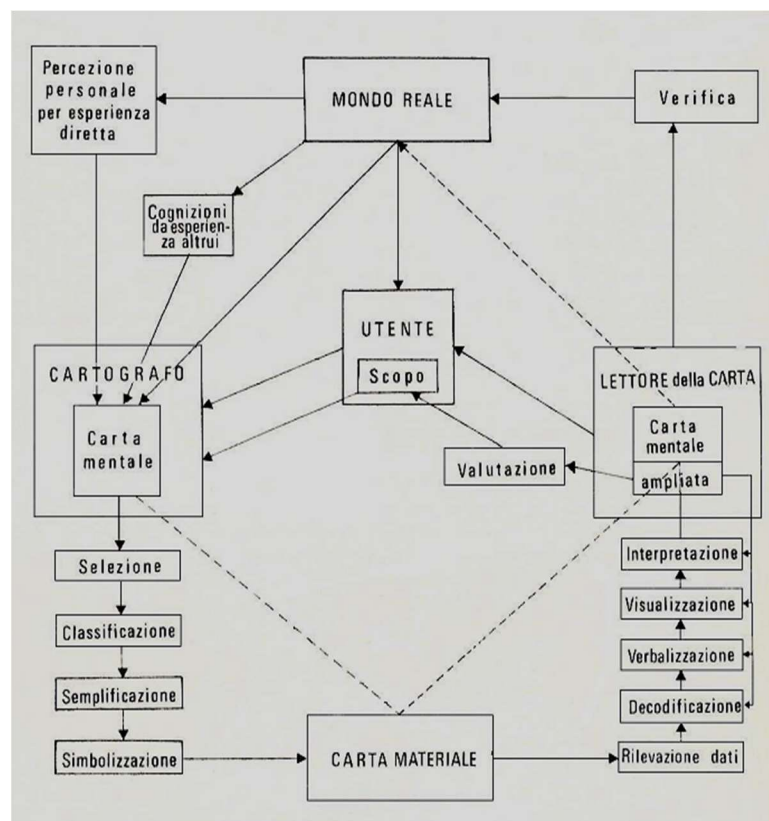 Percezione
personale
per esperienza
diretta
MONDO REALE
Verifica
Cognizioni
da esperien-
za altrui
UTENTE
Scopo
CARTOGRAFO
Carta
mentale
LETTORE della CARTA
Carta
mentale
ampliata
Valutazione
Selezione
Classificazione
Semplificazione
Simbolizzazione
Interpretazione
Visualizzazione
Verbalizzazione
Decodificazione
Rilevazione dati
CARTA MATERIALE